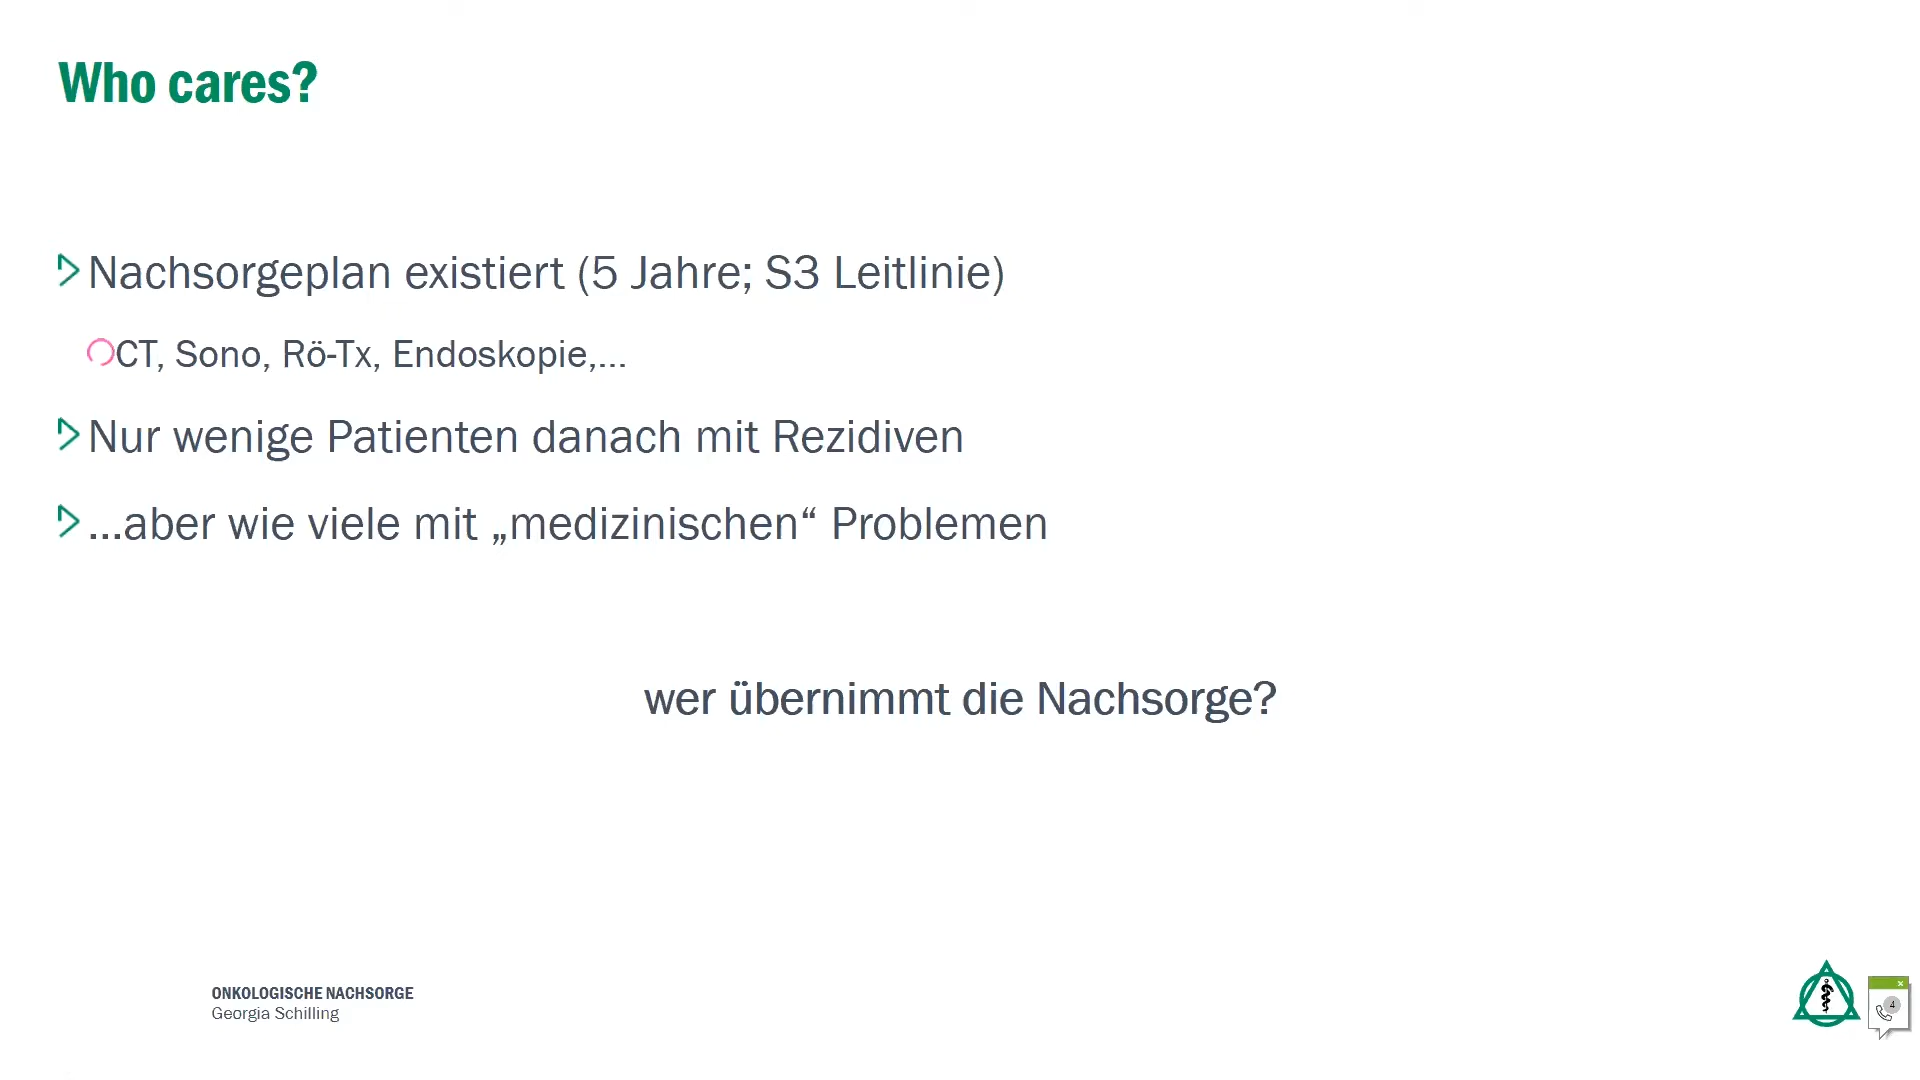 Who cares?
Nachsorgeplan existiert (5 Jahre; S3 Leitlinie)
CT, Sono, Rö-Tx, Endoskopie,...
Nur wenige Patienten danach mit Rezidiven
...aber wie viele mit „medizinischen“ Problemen
wer übernimmt die Nachsorge?
ONKOLOGISCHE NACHSORGE
Georgia Schilling
4